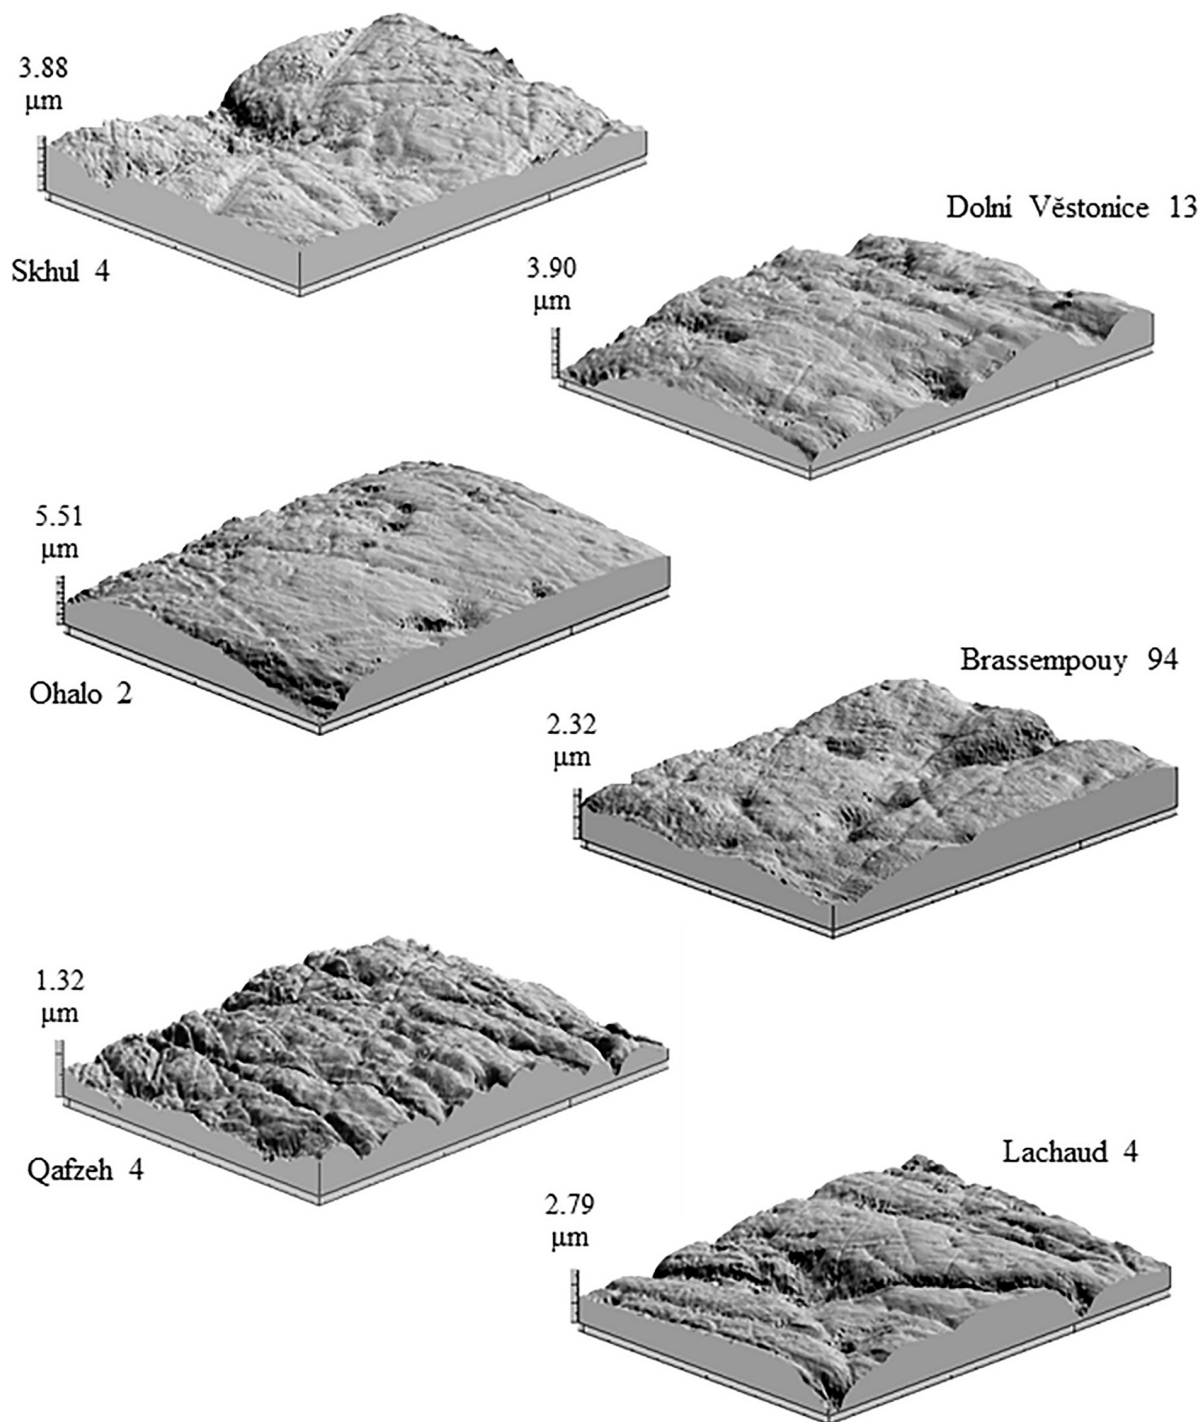 3.88
μm
Skhul 4
Dolní Věstonice 13
3.90
μm
5.51
μm
Ohalo 2
Brassempouy 94
2.32
μm
1.32
μm
Qafzeh 4
Lachaud 4
2.79
μm